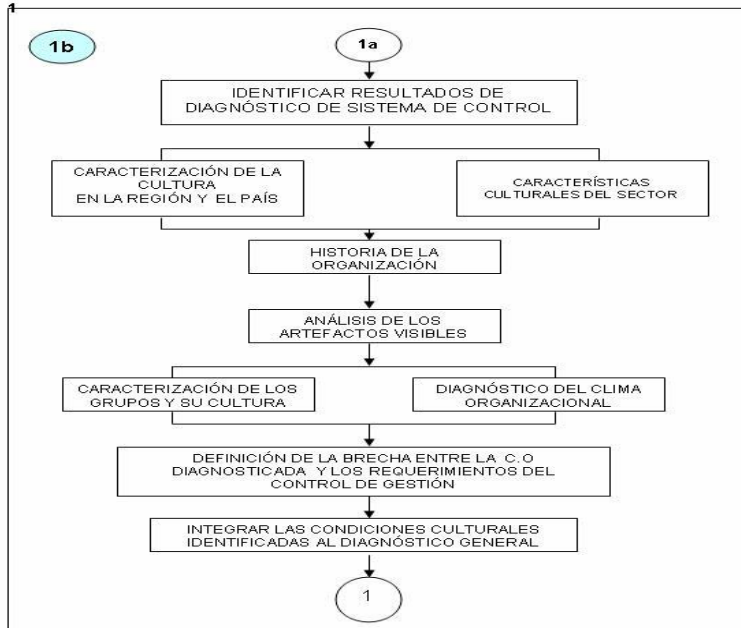 1
1b
1a
IDENTIFICAR RESULTADOS DE
DIAGNÓSTICO DE SISTEMA DE CONTROL
CARACTERIZACIÓN DE LA
CULTURA
EN LA REGIÓN Y EL PAÍS
CARACTERÍSTICAS
CULTURALES DEL SECTOR
HISTORIA DE LA
ORGANIZACIÓN
ANÁLISIS DE LOS
ARTEFACTOS VISIBLES
CARACTERIZACIÓN DE LOS
GRUPOS Y SU CULTURA
DIAGNÓSTICO DEL CLIMA
ORGANIZACIONAL
DEFINICIÓN DE LA BRECHA ENTRE LA C.O
DIAGNOSTICADA Y LOS REQUERIMIENTOS DEL
CONTROL DE GESTIÓN
INTEGRAR LAS CONDICIONES CULTURALES
IDENTIFICADAS AL DIAGNÓSTICO GENERAL
1